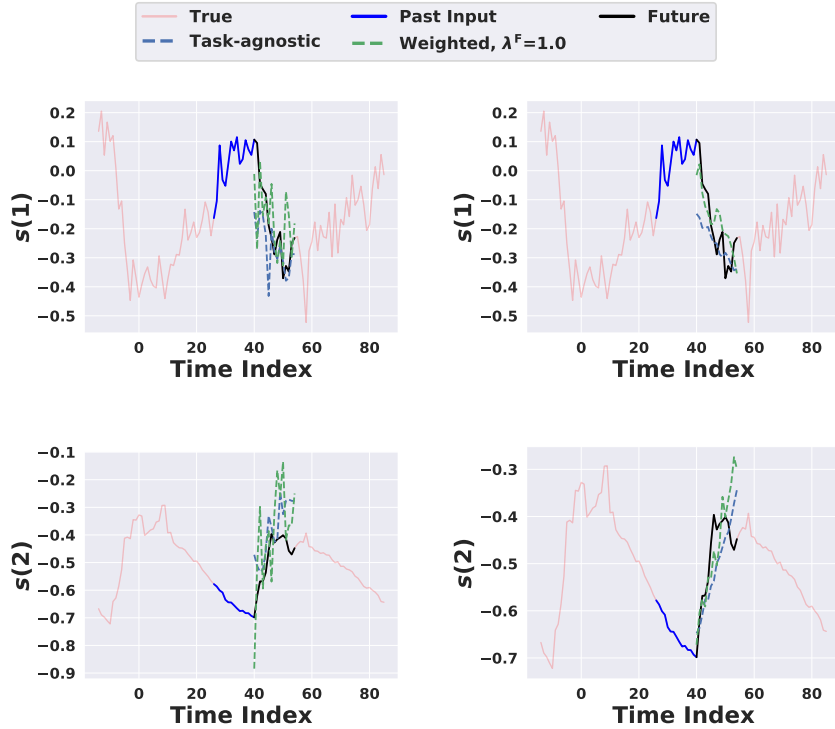 True Past Input Future
Task-agnostic Weighted, λᶠ=1.0
0.2 0.1 0.0 −0.1 −0.2 −0.3 −0.4 −0.5
s(1)
0 20 40 60 80
Time Index
0.2 0.1 0.0 −0.1 −0.2 −0.3 −0.4 −0.5
s(1)
0 20 40 60 80
Time Index
−0.1 −0.2 −0.3 −0.4 −0.5 −0.6 −0.7 −0.8 −0.9
s(2)
0 20 40 60 80
Time Index
−0.3 −0.4 −0.5 −0.6 −0.7
s(2)
0 20 40 60 80
Time Index